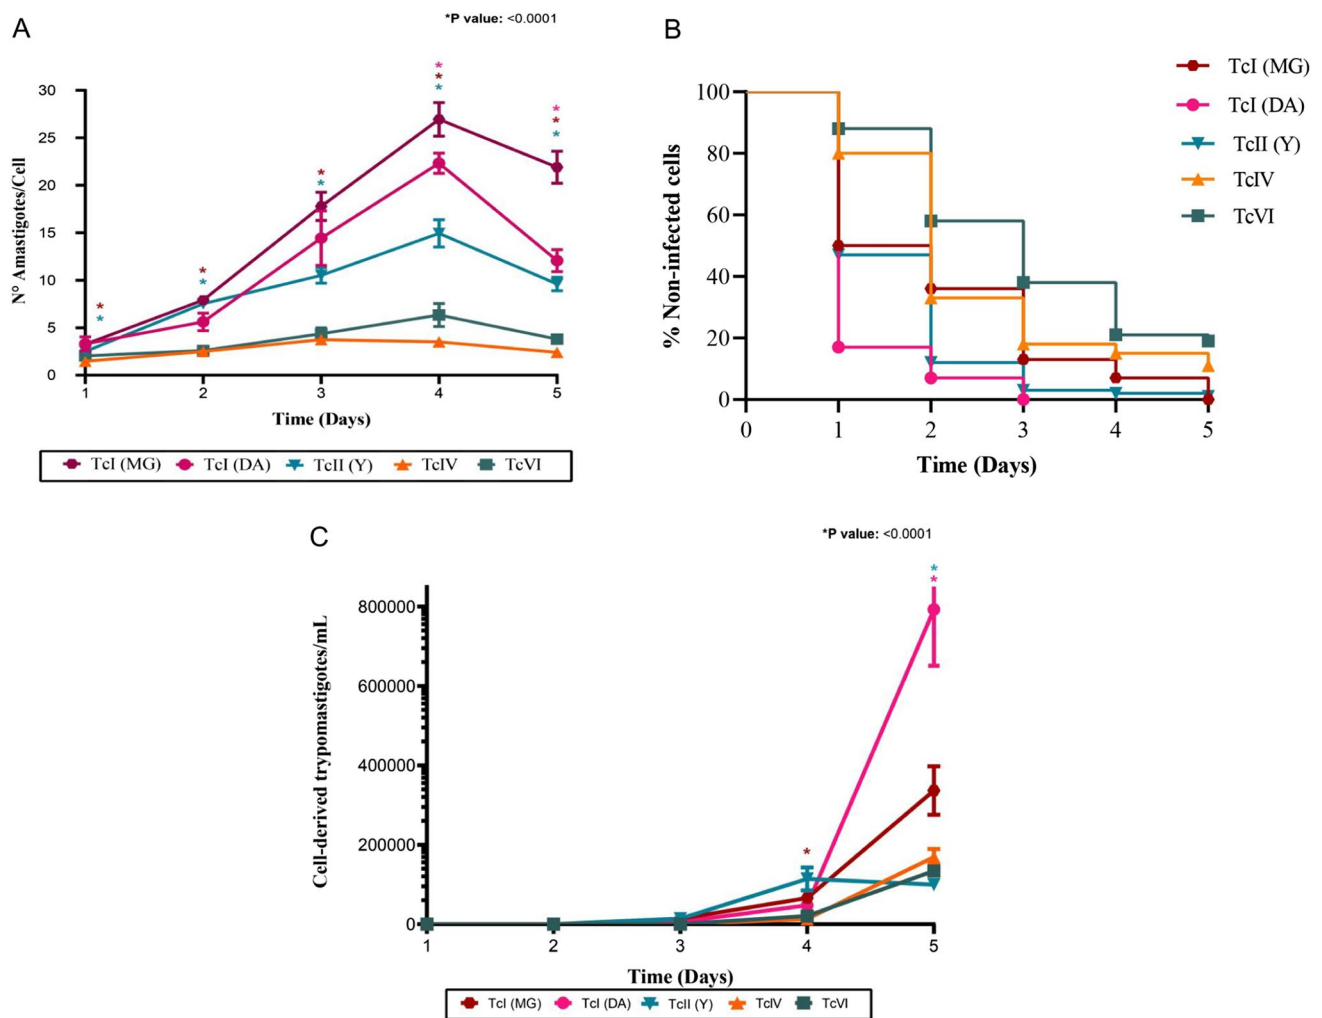 A
*P value: <0.0001
N° Amastigotes/Cell
30
25
20
15
10
5
0
* * * * * * * * * * * *
1 2 3 4 5
Time (Days)
TcI (MG) TcI (DA) TcII (Y) TcIV TcVI
B
% Non-infected cells
100
80
60
40
20
0
0 1 2 3 4 5
Time (Days)
TcI (MG)
TcI (DA)
TcII (Y)
TcIV
TcVI
C
*P value: <0.0001
Cell-derived trypomastigotes/mL
800000
600000
400000
200000
0
* * *
1 2 3 4 5
Time (Days)
TcI (MG) TcI (DA) TcII (Y) TcIV TcVI